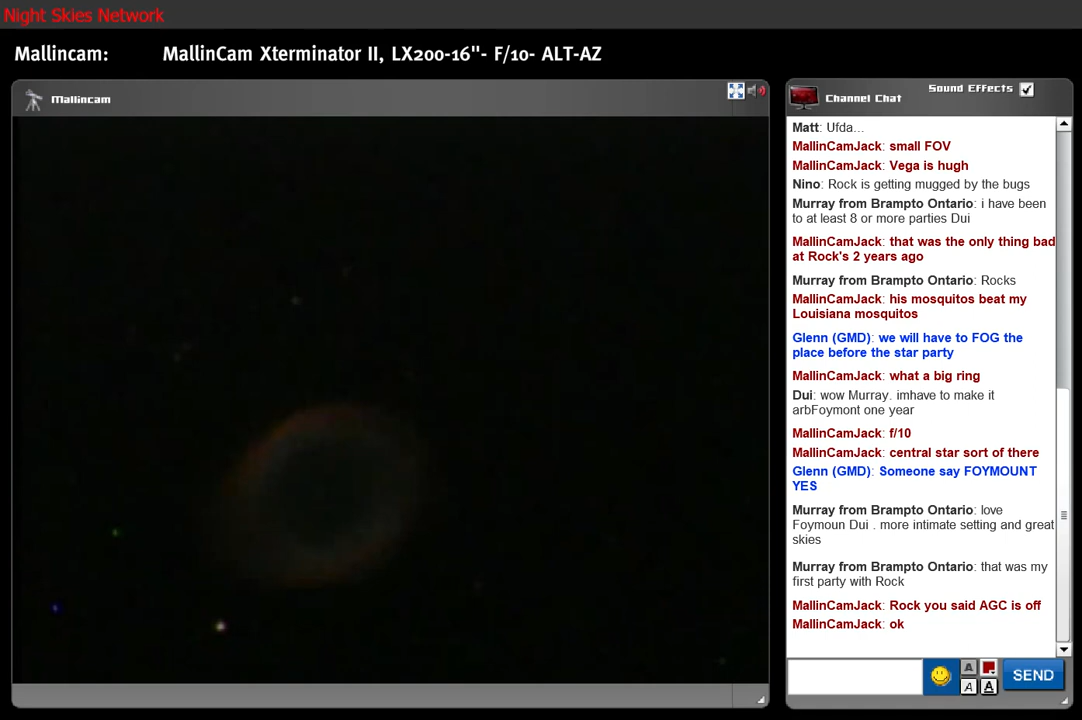 Night Skies Network
Mallincam: MallinCam Xterminator II, LX200-16"- F/10- ALT-AZ
Mallincam
Channel Chat
Sound Effects
Matt: Ufda...
MallinCamJack: small FOV
MallinCamJack: Vega is hugh
Nino: Rock is getting mugged by the bugs
Murray from Brampto Ontario: i have been
to at least 8 or more parties Dui
MallinCamJack: that was the only thing bad
at Rock's 2 years ago
Murray from Brampto Ontario: Rocks
MallinCamJack: his mosquitos beat my
Louisiana mosquitos
Glenn (GMD): we will have to FOG the
place before the star party
MallinCamJack: what a big ring
Dui: wow Murray. imhave to make it
arbFoymont one year
MallinCamJack: f/10
MallinCamJack: central star sort of there
Glenn (GMD): Someone say FOYMOUNT
YES
Murray from Brampto Ontario: love
Foymoun Dui . more intimate setting and great
skies
Murray from Brampto Ontario: that was my
first party with Rock
MallinCamJack: Rock you said AGC is off
MallinCamJack: ok
A
A A
SEND